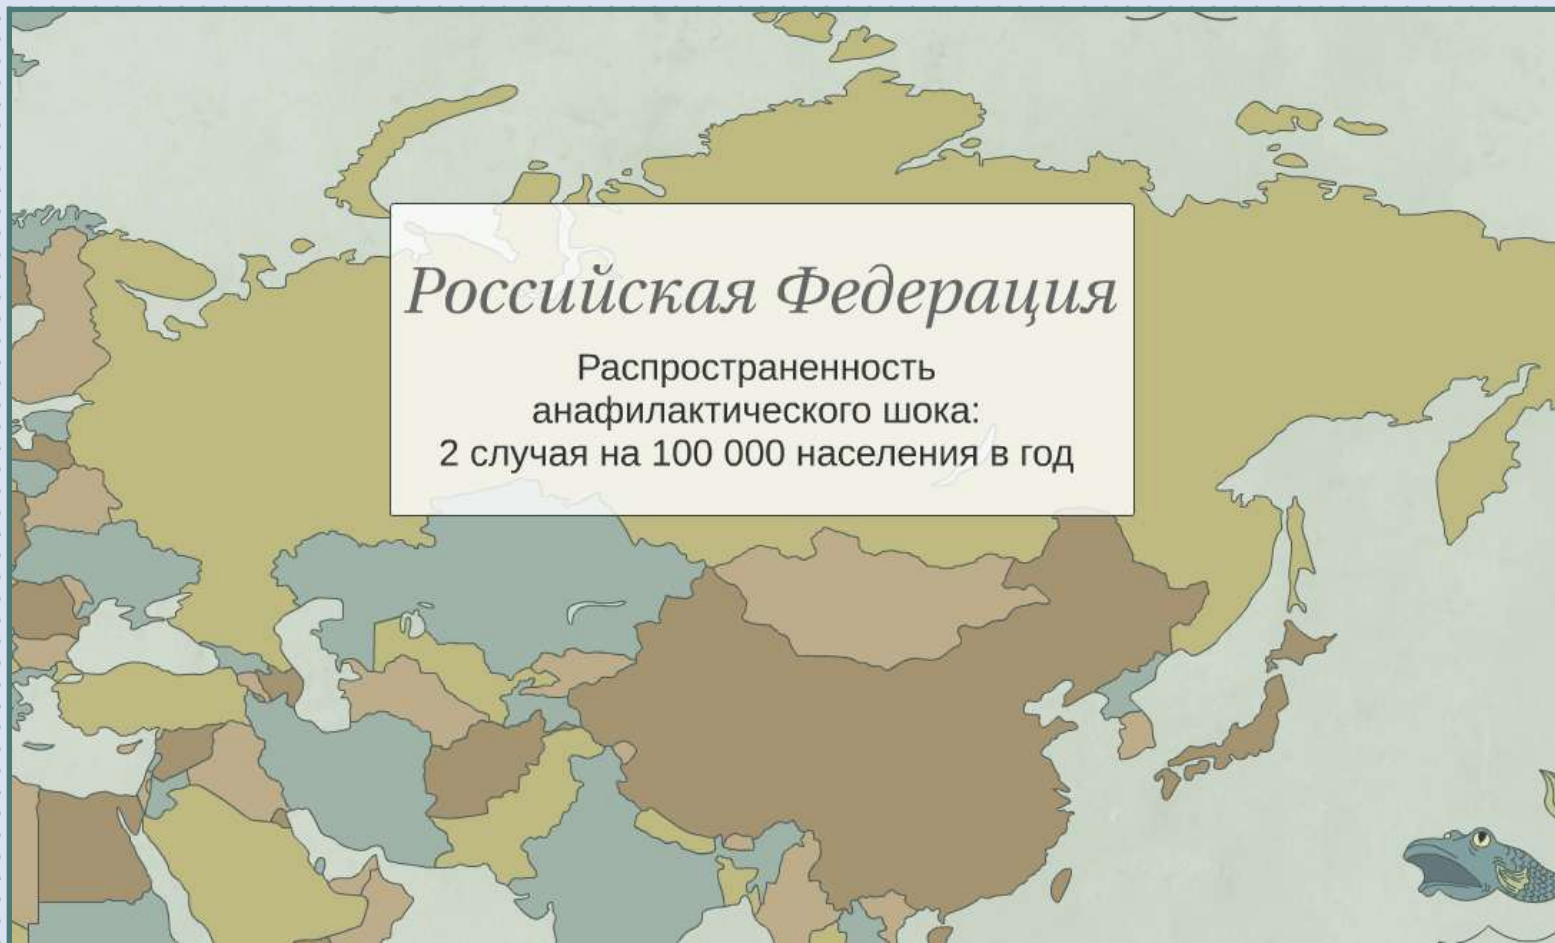 Российская Федерация
Распространенность
анафилактического шока:
2 случая на 100 000 населения в год